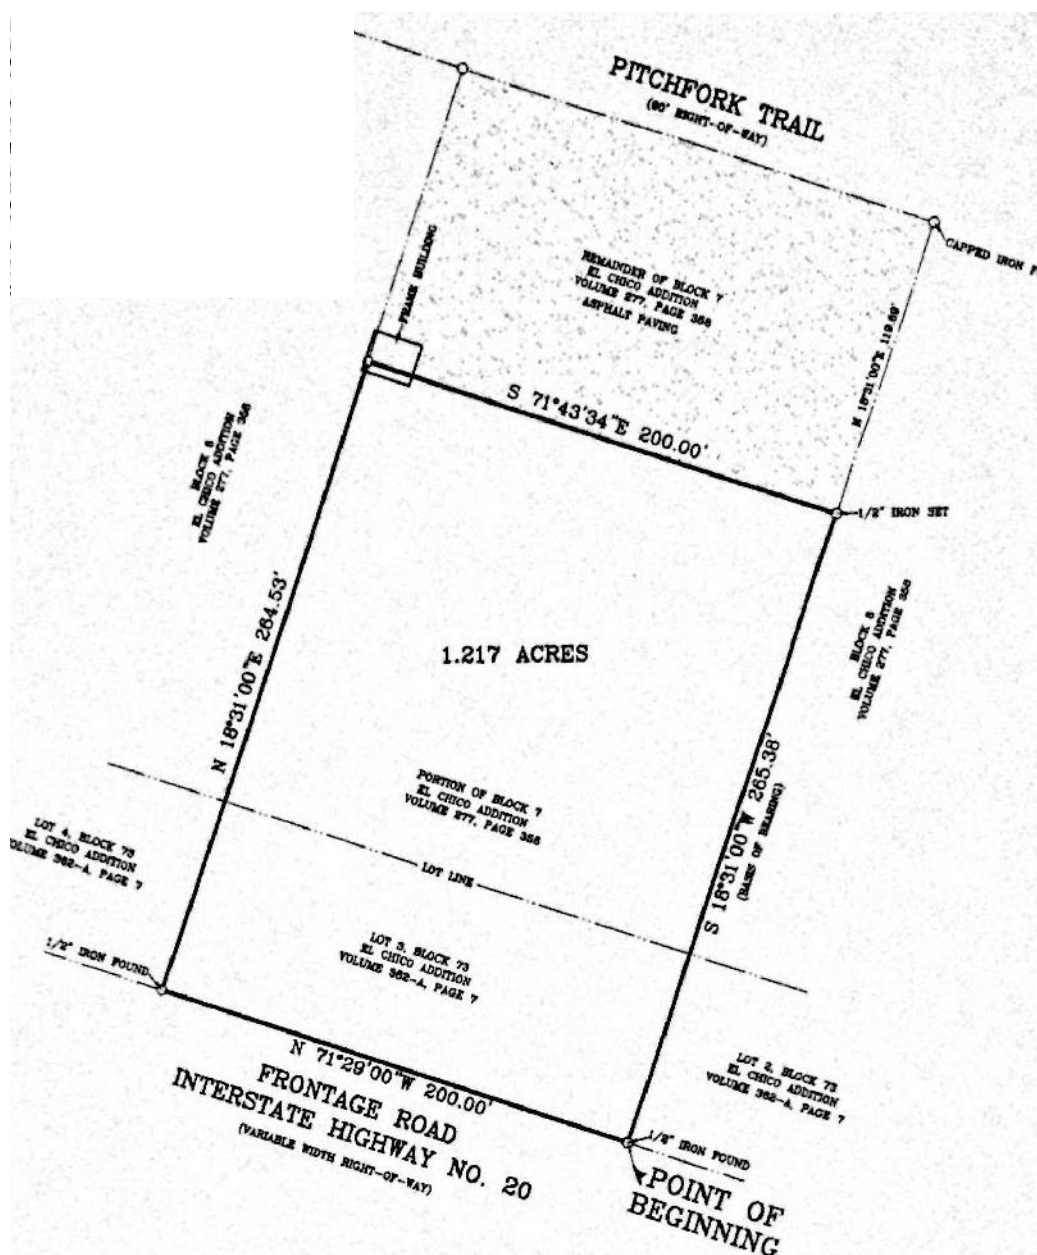 PITCHFORK TRAIL
(60' RIGHT-OF-WAY)
CAPPED IRON
FRAME BUILDING
REMAINDER OF BLOCK 7
EL CHICO ADDITION
VOLUME 277, PAGE 358
ASPHALT PAVING
N 18°31'00"E 119.69'
S 71°43'34"E 200.00'
1/2" IRON SET
BLOCK 8
EL CHICO ADDITION
VOLUME 277, PAGE 358
N 18°31'00"E 264.53'
1.217 ACRES
BLOCK 6
EL CHICO ADDITION
VOLUME 277, PAGE 358
S 18°31'00"W 265.38'
(BASES OF BEARING)
PORTION OF BLOCK 7
EL CHICO ADDITION
VOLUME 277, PAGE 358
LOT LINE
LOT 4, BLOCK 73
EL CHICO ADDITION
VOLUME 362-A, PAGE 7
1/2" IRON FOUND
LOT 3, BLOCK 73
EL CHICO ADDITION
VOLUME 362-A, PAGE 7
N 71°29'00"W 200.00'
FRONTAGE ROAD
INTERSTATE HIGHWAY NO. 20
(VARIABLE WIDTH RIGHT-OF-WAY)
LOT 2, BLOCK 73
EL CHICO ADDITION
VOLUME 362-A, PAGE 7
1/2" IRON FOUND
POINT OF
BEGINNING